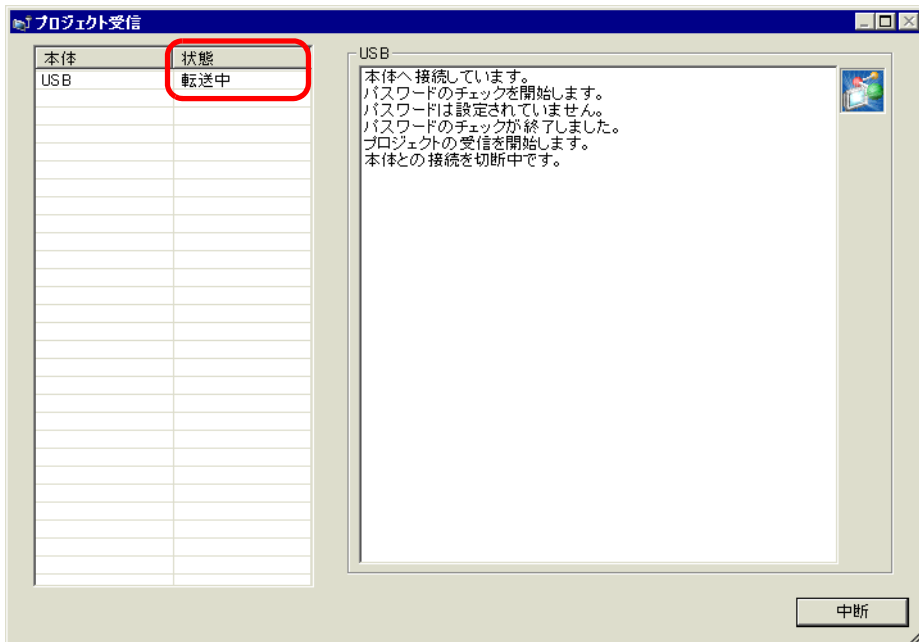 プロジェクト受信
本体 状態
USB 転送中
USB
本体へ接続しています。
パスワードのチェックを開始します。
パスワードは設定されていません。
パスワードのチェックが終了しました。
プロジェクトの受信を開始します。
本体との接続を切断中です。
中断